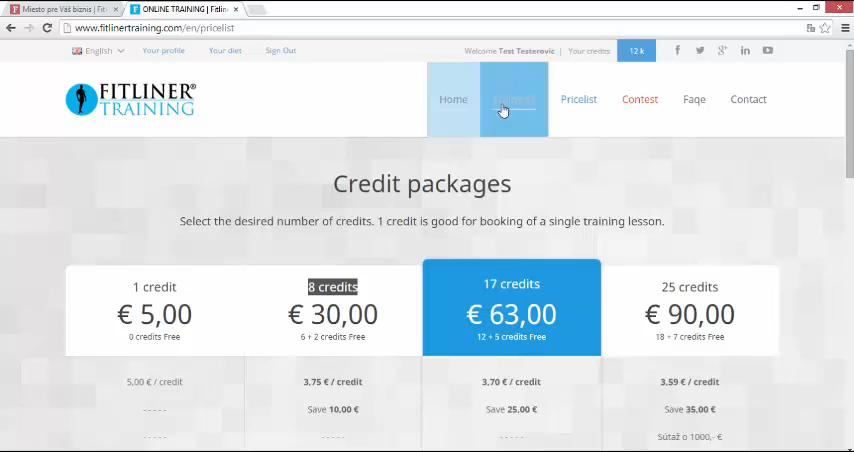 Miesto pre Váš biznis | Fitl
ONLINE TRAINING | Fitline
www.fitlinertraining.com/en/pricelist
English Your profile Your diet Sign Out Welcome Test Testerovic | Your credits 12 k
FITLINER®
TRAINING
Home Pricelist Contest Faqe Contact
Credit packages
Select the desired number of credits. 1 credit is good for booking of a single training lesson.
1 credit 8 credits 17 credits 25 credits
€ 5,00 € 30,00 € 63,00 € 90,00
0 credits Free 6 + 2 credits Free 12 + 5 credits Free 18 + 7 credits Free
5,00 € / credit 3,75 € / credit 3,70 € / credit 3,59 € / credit
- - - - - Save 10,00 € Save 25,00 € Save 35,00 €
- - - - - - - - - - - - - - - Súťaž o 1000,- €